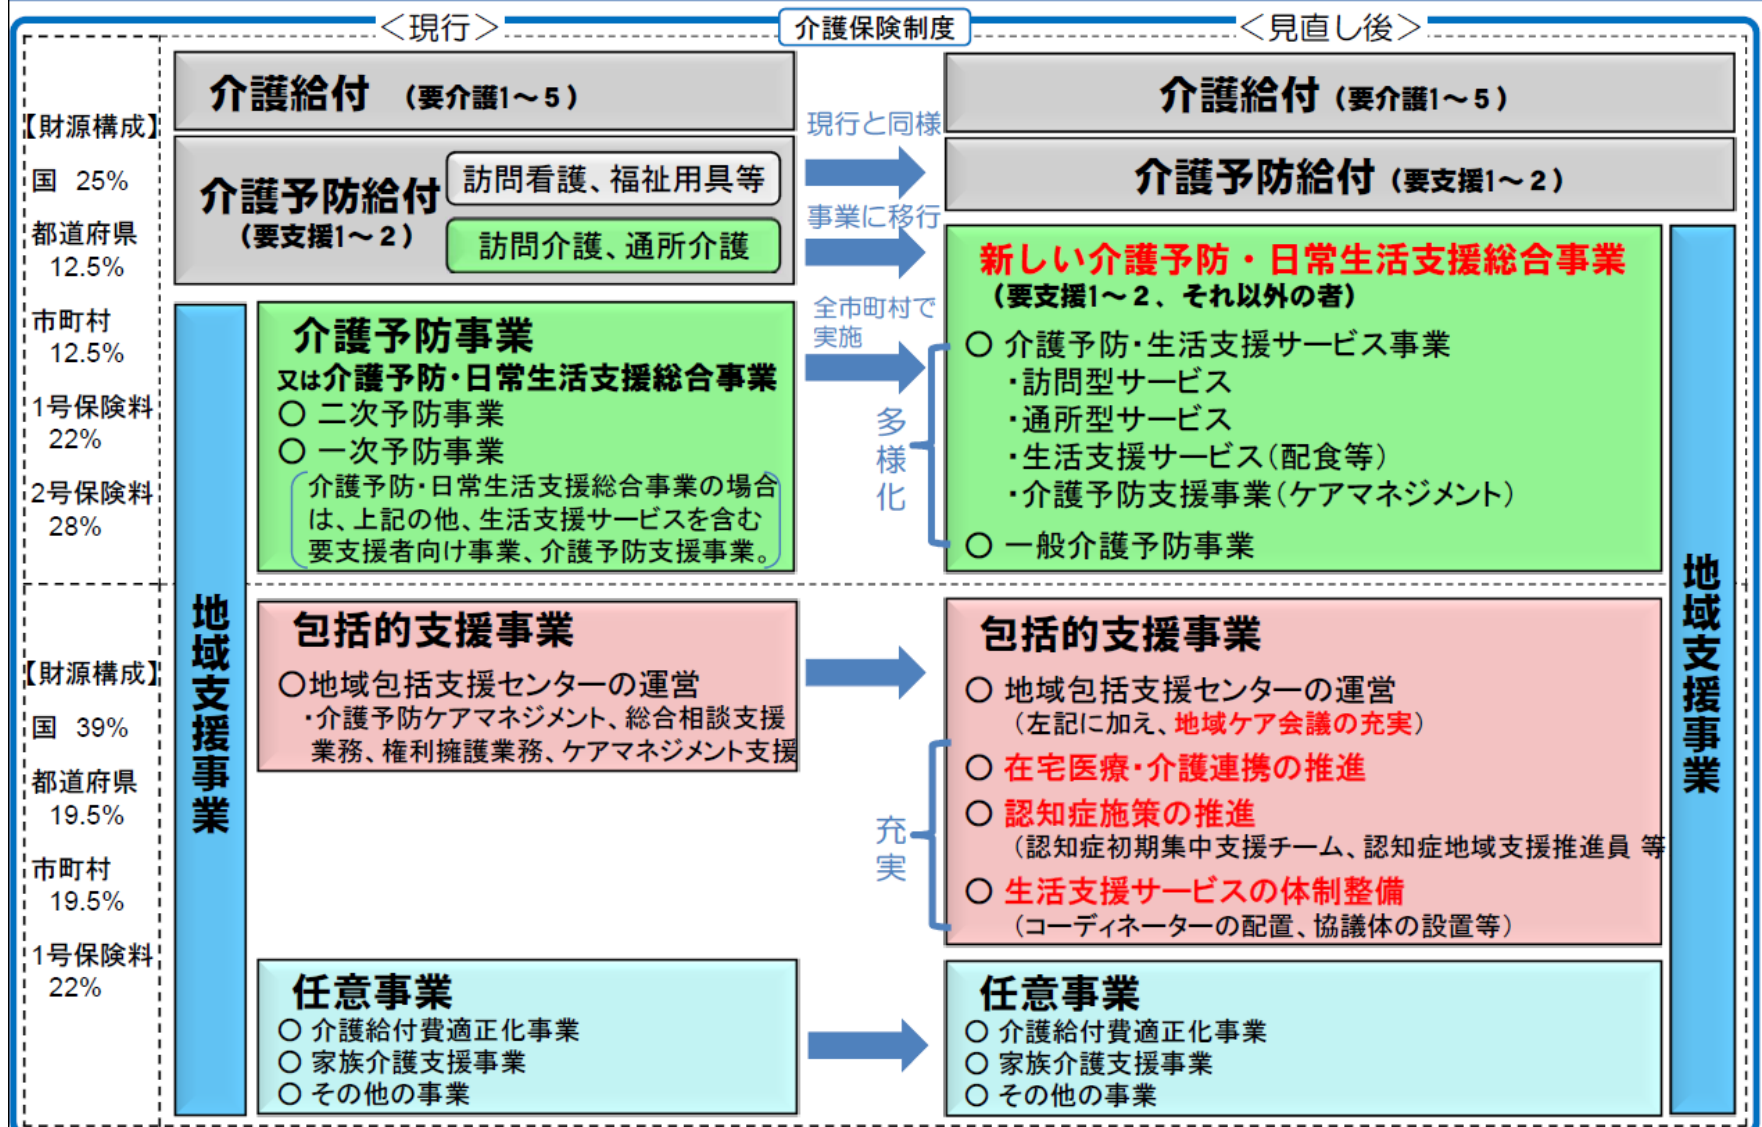 ＜現行＞
介護保険制度
＜見直し後＞
【財源構成】
国 25%
都道府県
12.5%
市町村
12.5%
1号保険料
22%
2号保険料
28%
【財源構成】
国 39%
都道府県
19.5%
市町村
19.5%
1号保険料
22%
介護給付 （要介護1～5）
介護予防給付
（要支援1～2）
訪問看護、福祉用具等
訪問介護、通所介護
地域支援事業
介護予防事業
又は介護予防・日常生活支援総合事業
○ 二次予防事業
○ 一次予防事業
介護予防・日常生活支援総合事業の場合
は、上記の他、生活支援サービスを含む
要支援者向け事業、介護予防支援事業。
包括的支援事業
○地域包括支援センターの運営
・介護予防ケアマネジメント、総合相談支援
業務、権利擁護業務、ケアマネジメント支援
任意事業
○ 介護給付費適正化事業
○ 家族介護支援事業
○ その他の事業
現行と同様
事業に移行
全市町村で
実施
多様化
充実
介護給付（要介護1～5）
介護予防給付（要支援1～2）
新しい介護予防・日常生活支援総合事業
（要支援1～2、それ以外の者）
○ 介護予防・生活支援サービス事業
・訪問型サービス
・通所型サービス
・生活支援サービス（配食等）
・介護予防支援事業（ケアマネジメント）
○ 一般介護予防事業
包括的支援事業
○ 地域包括支援センターの運営
（左記に加え、地域ケア会議の充実）
○ 在宅医療・介護連携の推進
○ 認知症施策の推進
（認知症初期集中支援チーム、認知症地域支援推進員 等
○ 生活支援サービスの体制整備
（コーディネーターの配置、協議体の設置等）
任意事業
○ 介護給付費適正化事業
○ 家族介護支援事業
○ その他の事業
地域支援事業